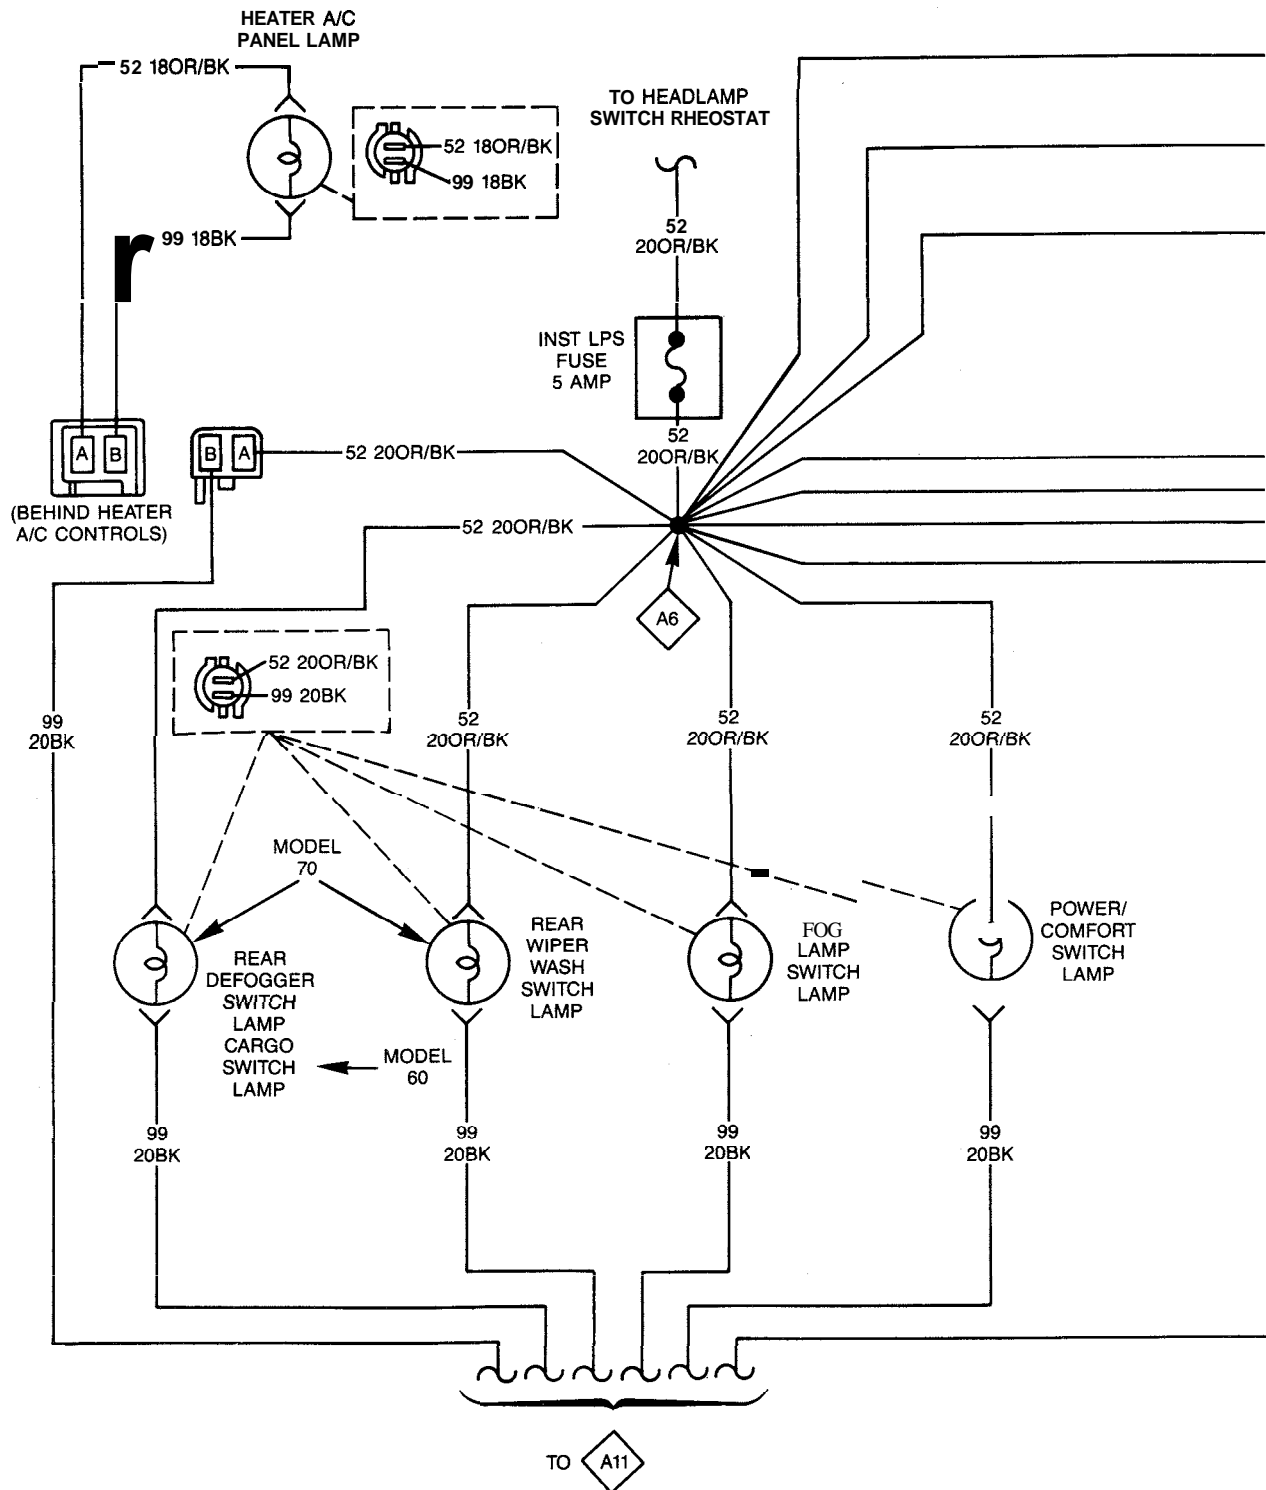 HEATER A/C
PANEL LAMP
52 18OR/BK
52 18OR/BK
99 18BK
99 18BK
TO HEADLAMP
SWITCH RHEOSTAT
52
20OR/BK
INST LPS
FUSE
5 AMP
52
20OR/BK
A
B
B
A
52 20OR/BK
(BEHIND HEATER
A/C CONTROLS)
52 20OR/BK
A6
52 20OR/BK
99 20BK
99
20BK
52
20OR/BK
52
20OR/BK
52
20OR/BK
MODEL
70
REAR
DEFOGGER
SWITCH
LAMP
CARGO
SWITCH
LAMP
MODEL
60
REAR
WIPER
WASH
SWITCH
LAMP
FOG
LAMP
SWITCH
LAMP
POWER/
COMFORT
SWITCH
LAMP
99
20BK
99
20BK
99
20BK
99
20BK
TO A11